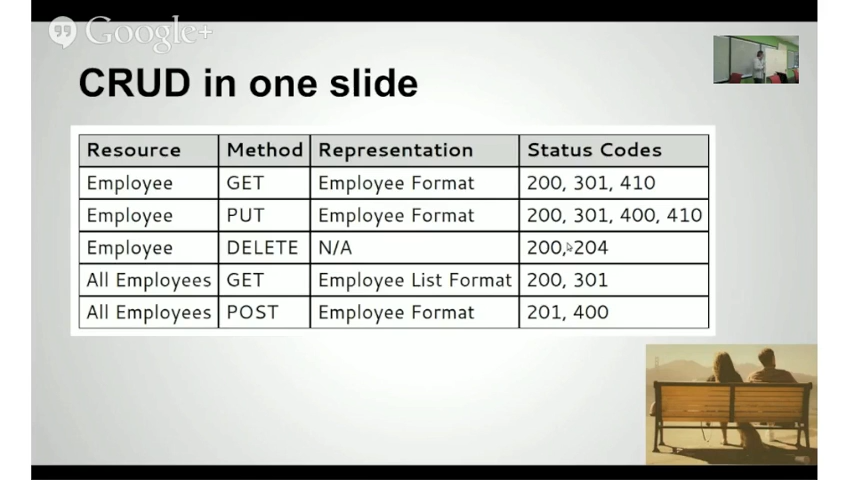 Google+
CRUD in one slide
Resource Method Representation Status Codes
Employee GET Employee Format 200, 301, 410
Employee PUT Employee Format 200, 301, 400, 410
Employee DELETE N/A 200, 204
All Employees GET Employee List Format 200, 301
All Employees POST Employee Format 201, 400